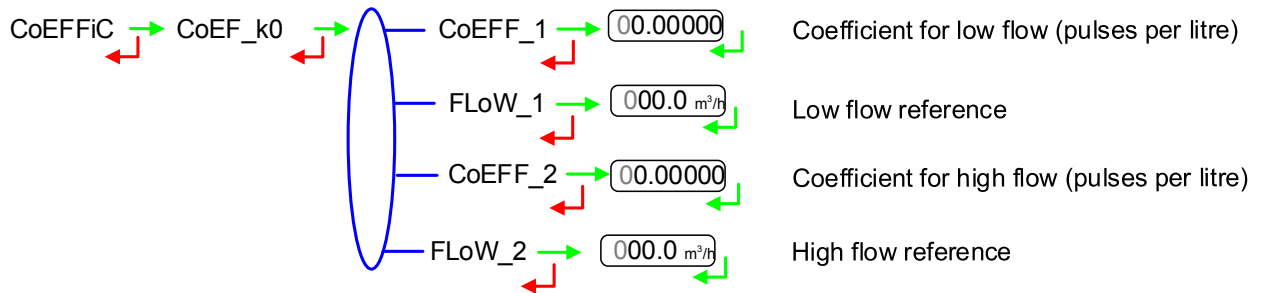 CoEFFiC CoEF_k0 CoEFF_1 00.00000 Coefficient for low flow (pulses per litre)
FLoW_1 000.0 m³/h Low flow reference
CoEFF_2 00.00000 Coefficient for high flow (pulses per litre)
FLoW_2 000.0 m³/h High flow reference